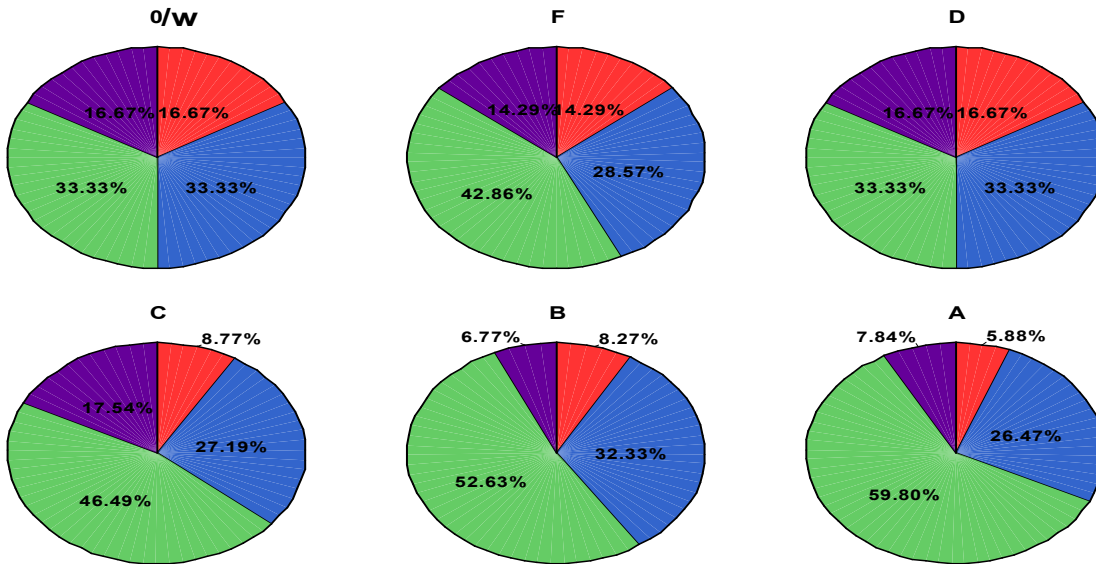 0/w F D
16.67% 16.67% 14.29% 14.29% 16.67% 16.67%
33.33% 33.33% 42.86% 28.57% 33.33% 33.33%
C B A
8.77% 6.77% 8.27% 7.84% 5.88%
17.54% 27.19% 32.33% 26.47%
46.49% 52.63% 59.80%